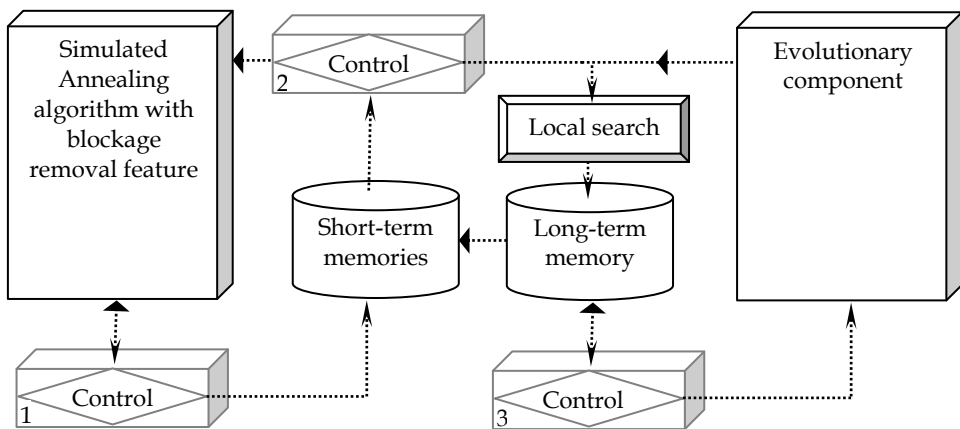 Simulated
Annealing
algorithm with
blockage
removal feature
Control
2
Evolutionary
component
Local search
Short-term
memories
Long-term
memory
Control
1
Control
3